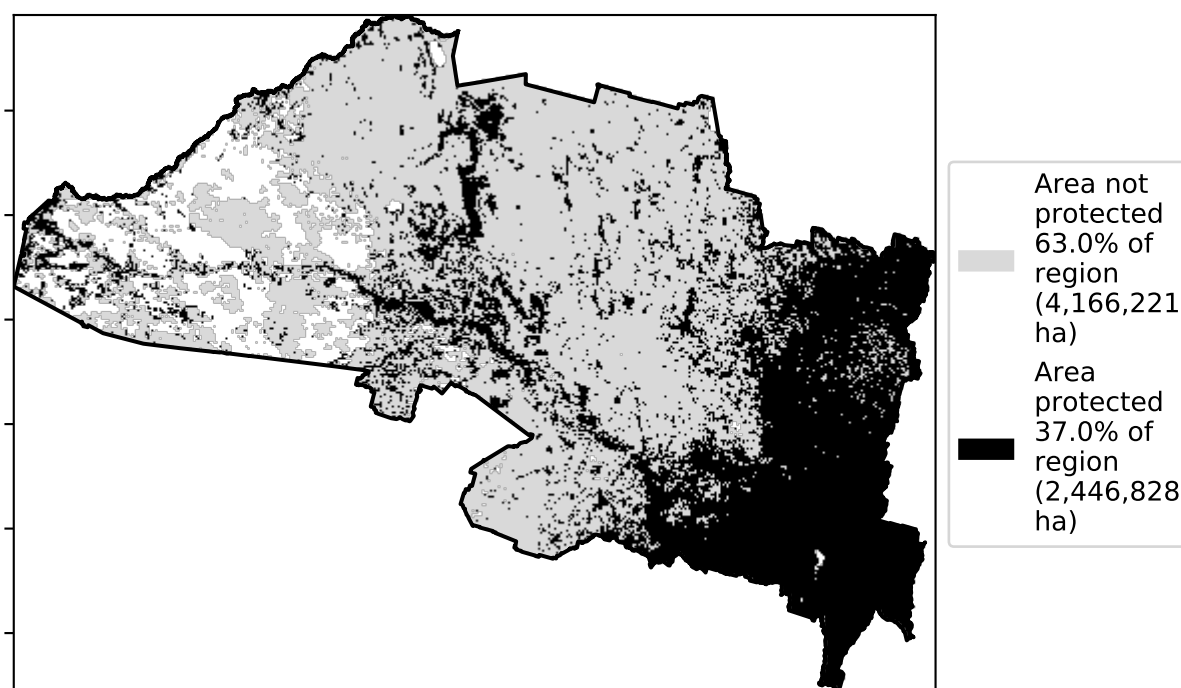 Area not
protected
63.0% of
region
(4,166,221
ha)
Area
protected
37.0% of
region
(2,446,828
ha)